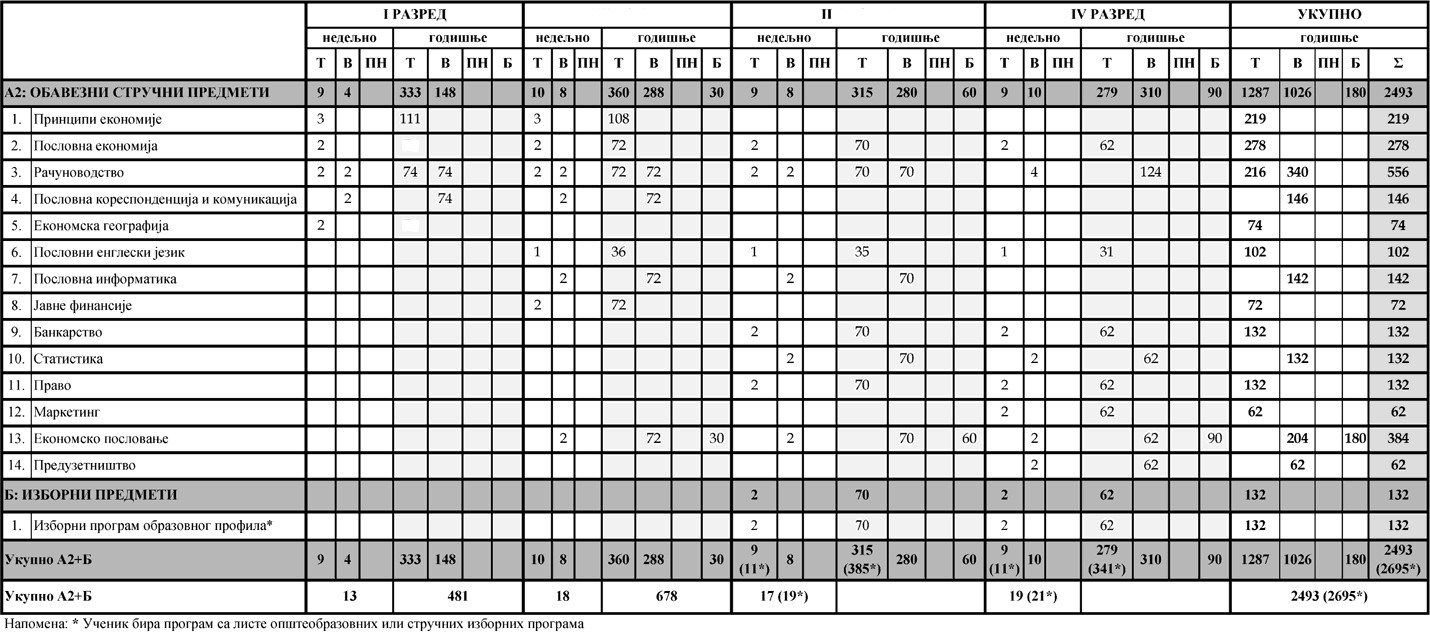 I РАЗРЕД II IV РАЗРЕД УКУПНО
недељно годишње недељно годишње недељно годишње недељно годишње годишње
Т В ПН Т В ПН Б Т В ПН Т В ПН Б Т В ПН Т В ПН Б Т В ПН Т В ПН Б Т В ПН Б Σ
А2: ОБАВЕЗНИ СТРУЧНИ ПРЕДМЕТИ 9 4 333 148 10 8 360 288 30 9 8 315 280 60 9 10 279 310 90 1287 1026 180 2493
1. Принципи економије 3 111 3 108 219 219
2. Пословна економија 2 2 72 2 70 2 62 278 278
3. Рачуноводство 2 2 74 74 2 2 72 72 2 2 70 70 4 124 216 340 556
4. Пословна кореспонденција и комуникација 2 74 2 72 146 146
5. Економска географија 2 74 74
6. Пословни енглески језик 1 36 1 35 1 31 102 102
7. Пословна информатика 2 72 2 70 142 142
8. Јавне финансије 2 72 72 72
9. Банкарство 2 70 2 62 132 132
10. Статистика 2 70 2 62 132 132
11. Право 2 70 2 62 132 132
12. Маркетинг 2 62 62 62
13. Економско пословање 2 72 30 2 70 60 2 62 90 204 180 384
14. Предузетништво 2 62 62 62
Б: ИЗБОРНИ ПРЕДМЕТИ 2 70 2 62 132 132
1. Изборни програм образовног профила* 2 70 2 62 132 132
Укупно А2+Б 9 4 333 148 10 8 360 288 30 9 (11*) 8 315 (385*) 280 60 9 (11*) 10 279 (341*) 310 90 1287 1026 180 2493 (2695*)
Укупно А2+Б 13 481 18 678 17 (19*) 19 (21*) 2493 (2695*)
Напомена: * Ученик бира програм са листе општеобразовних или стручних изборних програма